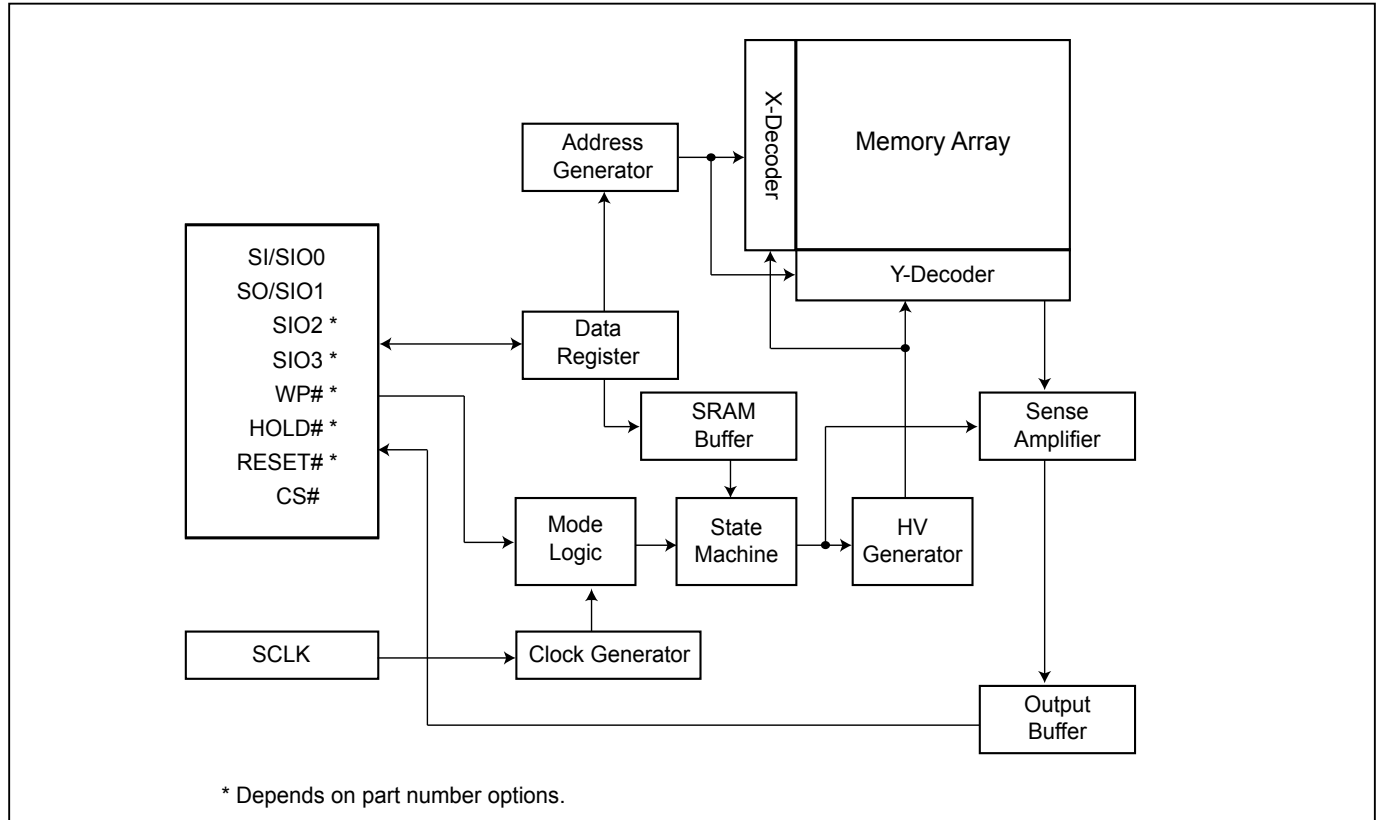 Address
Generator
X-Decoder
Memory Array
Y-Decoder
SI/SIO0
SO/SIO1
SIO2 *
SIO3 *
WP# *
HOLD# *
RESET# *
CS#
Data
Register
SRAM
Buffer
Sense
Amplifier
Mode
Logic
State
Machine
HV
Generator
SCLK
Clock Generator
Output
Buffer
* Depends on part number options.